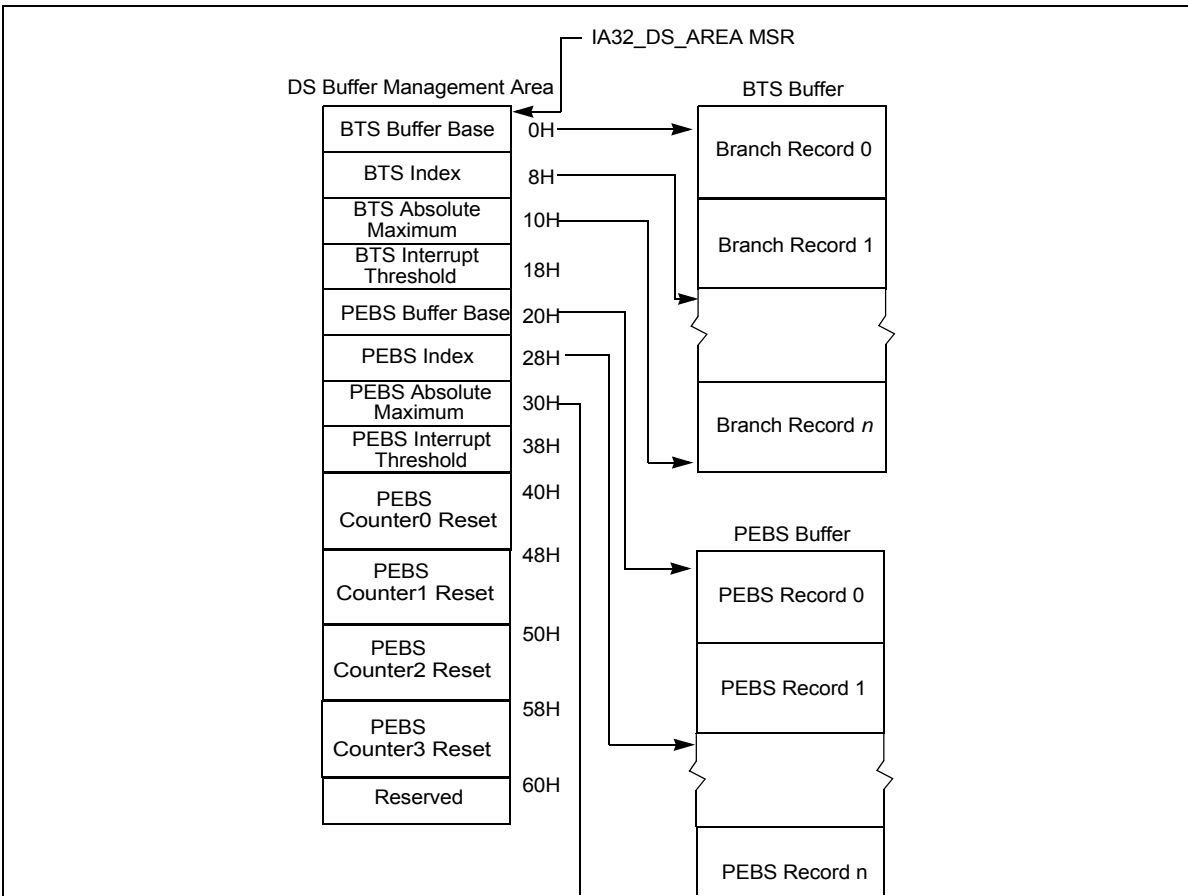 IA32_DS_AREA MSR
DS Buffer Management Area
BTS Buffer Base
0H
BTS Index
8H
BTS Absolute
Maximum
10H
BTS Interrupt
Threshold
18H
PEBS Buffer Base
20H
PEBS Index
28H
PEBS Absolute
Maximum
30H
PEBS Interrupt
Threshold
38H
PEBS
Counter0 Reset
40H
PEBS
Counter1 Reset
48H
PEBS
Counter2 Reset
50H
PEBS
Counter3 Reset
58H
Reserved
60H
BTS Buffer
Branch Record 0
Branch Record 1
Branch Record n
PEBS Buffer
PEBS Record 0
PEBS Record 1
PEBS Record n